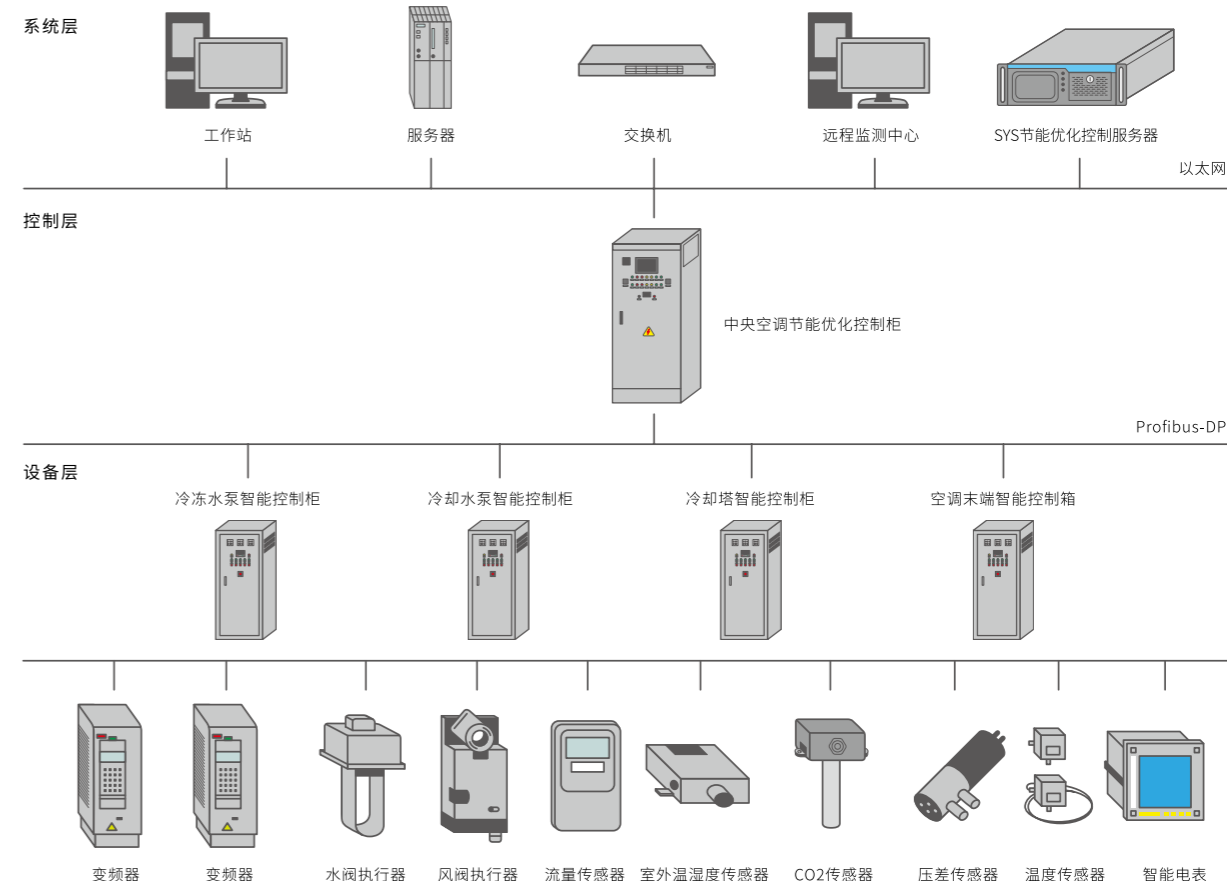 系统层
工作站
服务器
交换机
远程监测中心
SYS节能优化控制服务器
以太网
控制层
中央空调节能优化控制柜
Profibus-DP
设备层
冷冻水泵智能控制柜
冷却水泵智能控制柜
冷却塔智能控制柜
空调末端智能控制箱
变频器
变频器
水阀执行器
风阀执行器
流量传感器
室外温湿度传感器
CO2传感器
压差传感器
温度传感器
智能电表